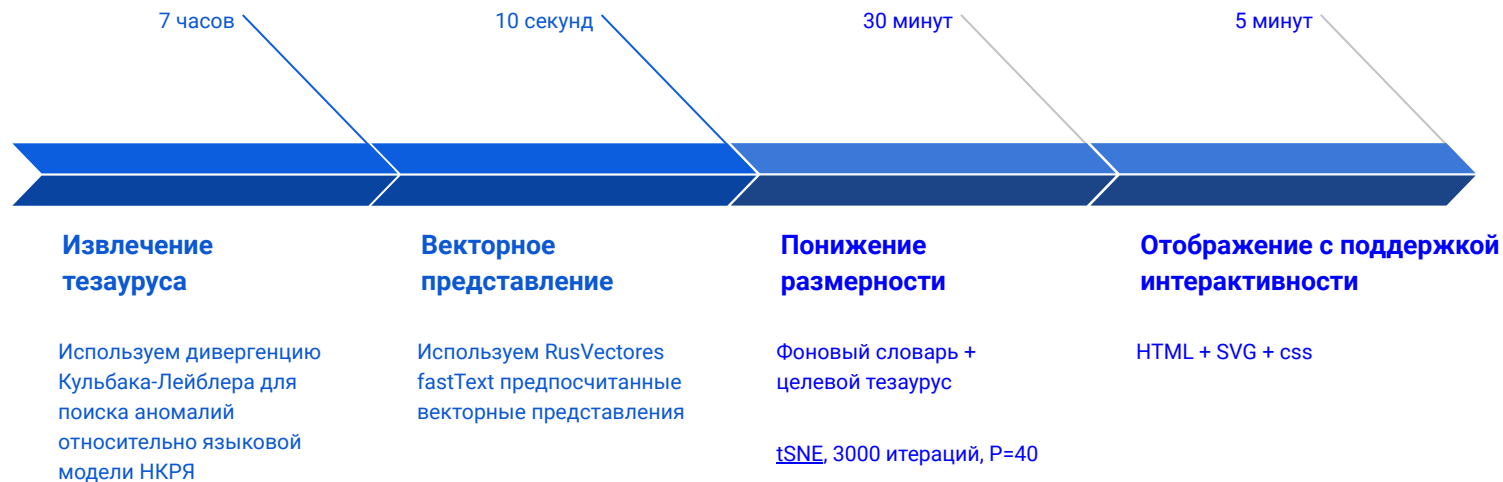 7 часов
10 секунд
30 минут
5 минут
Извлечение
тезауруса
Используем дивергенцию
Кульбака-Лейблера для
поиска аномалий
относительно языковой
модели НКРЯ
Векторное
представление
Используем RusVectores
fastText предпосчитанные
векторные представления
Понижение
размерности
Фоновый словарь +
целевой тезаурус
tSNE, 3000 итераций, P=40
Отображение с поддержкой
интерактивности
HTML + SVG + css